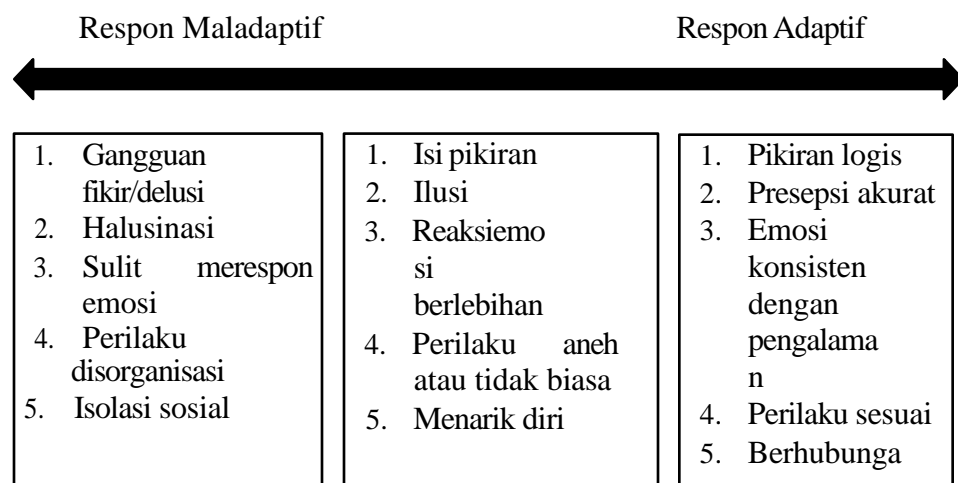 Respon Maladaptif
Respon Adaptif
1. Gangguan
fikir/delusi
2. Halusinasi
3. Sulit merespon
emosi
4. Perilaku
disorganisasi
5. Isolasi sosial
1. Isi pikiran
2. Ilusi
3. Reaksiemo
si
berlebihan
4. Perilaku aneh
atau tidak biasa
5. Menarik diri
1. Pikiran logis
2. Presepsi akurat
3. Emosi
konsisten
dengan
pengalama
n
4. Perilaku sesuai
5. Berhubunga